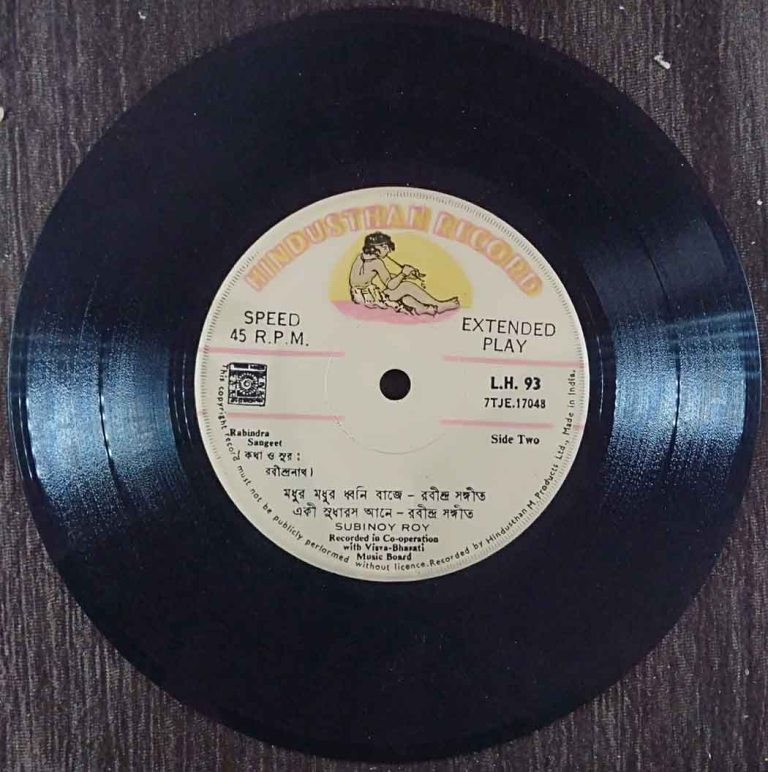 HINDUSTHAN RECORD
SPEED
45 R.P.M.
EXTENDED
PLAY
L.H. 93
7TJE.17048
Side Two
Rabindra
Sangeet
( কথা ও সুর :
রবীন্দ্রনাথ )
মধুর মধুর ধ্বনি বাজে – রবীন্দ্র সঙ্গীত
একী সুধারস আনে – রবীন্দ্র সঙ্গীত
SUBINOY ROY
Recorded in Co-operation
with Visva-Bharati
Music Board
This copyright record must not be publicly performed without licence. Recorded by Hindusthan M. Products Ltd., Made in India.